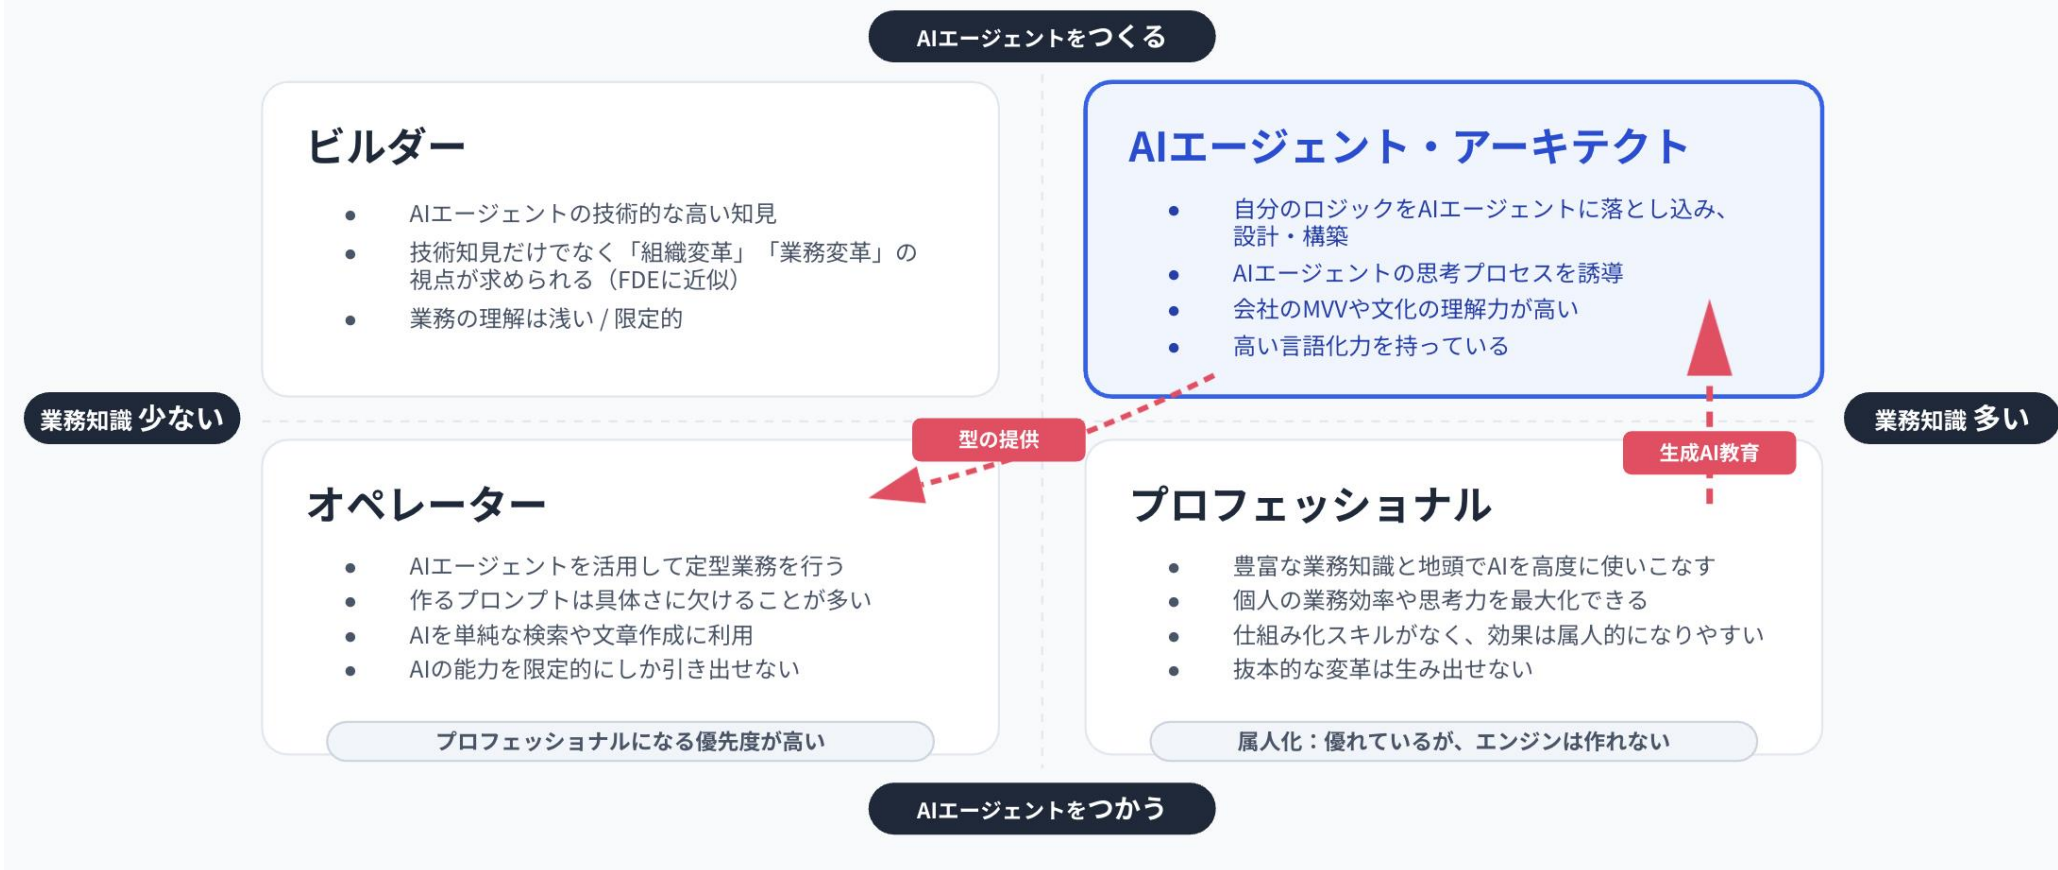 AIエージェントをつくる
ビルダー
● AIエージェントの技術的な高い知見
● 技術知見だけでなく「組織変革」「業務変革」の
視点が求められる（FDEに近似）
● 業務の理解は浅い / 限定的
AIエージェント・アーキテクト
● 自分のロジックをAIエージェントに落とし込み、
設計・構築
● AIエージェントの思考プロセスを誘導
● 会社のMVVや文化の理解力が高い
● 高い言語化力を持っている
業務知識 少ない
業務知識 多い
型の提供
生成AI教育
オペレーター
● AIエージェントを活用して定型業務を行う
● 作るプロンプトは具体さに欠けることが多い
● AIを単純な検索や文章作成に利用
● AIの能力を限定的にしか引き出せない
プロフェッショナルになる優先度が高い
プロフェッショナル
● 豊富な業務知識と地頭でAIを高度に使いこなす
● 個人の業務効率や思考力を最大化できる
● 仕組み化スキルがなく、効果は属人的になりやすい
● 抜本的な変革は生み出せない
属人化：優れているが、エンジンは作れない
AIエージェントをつかう